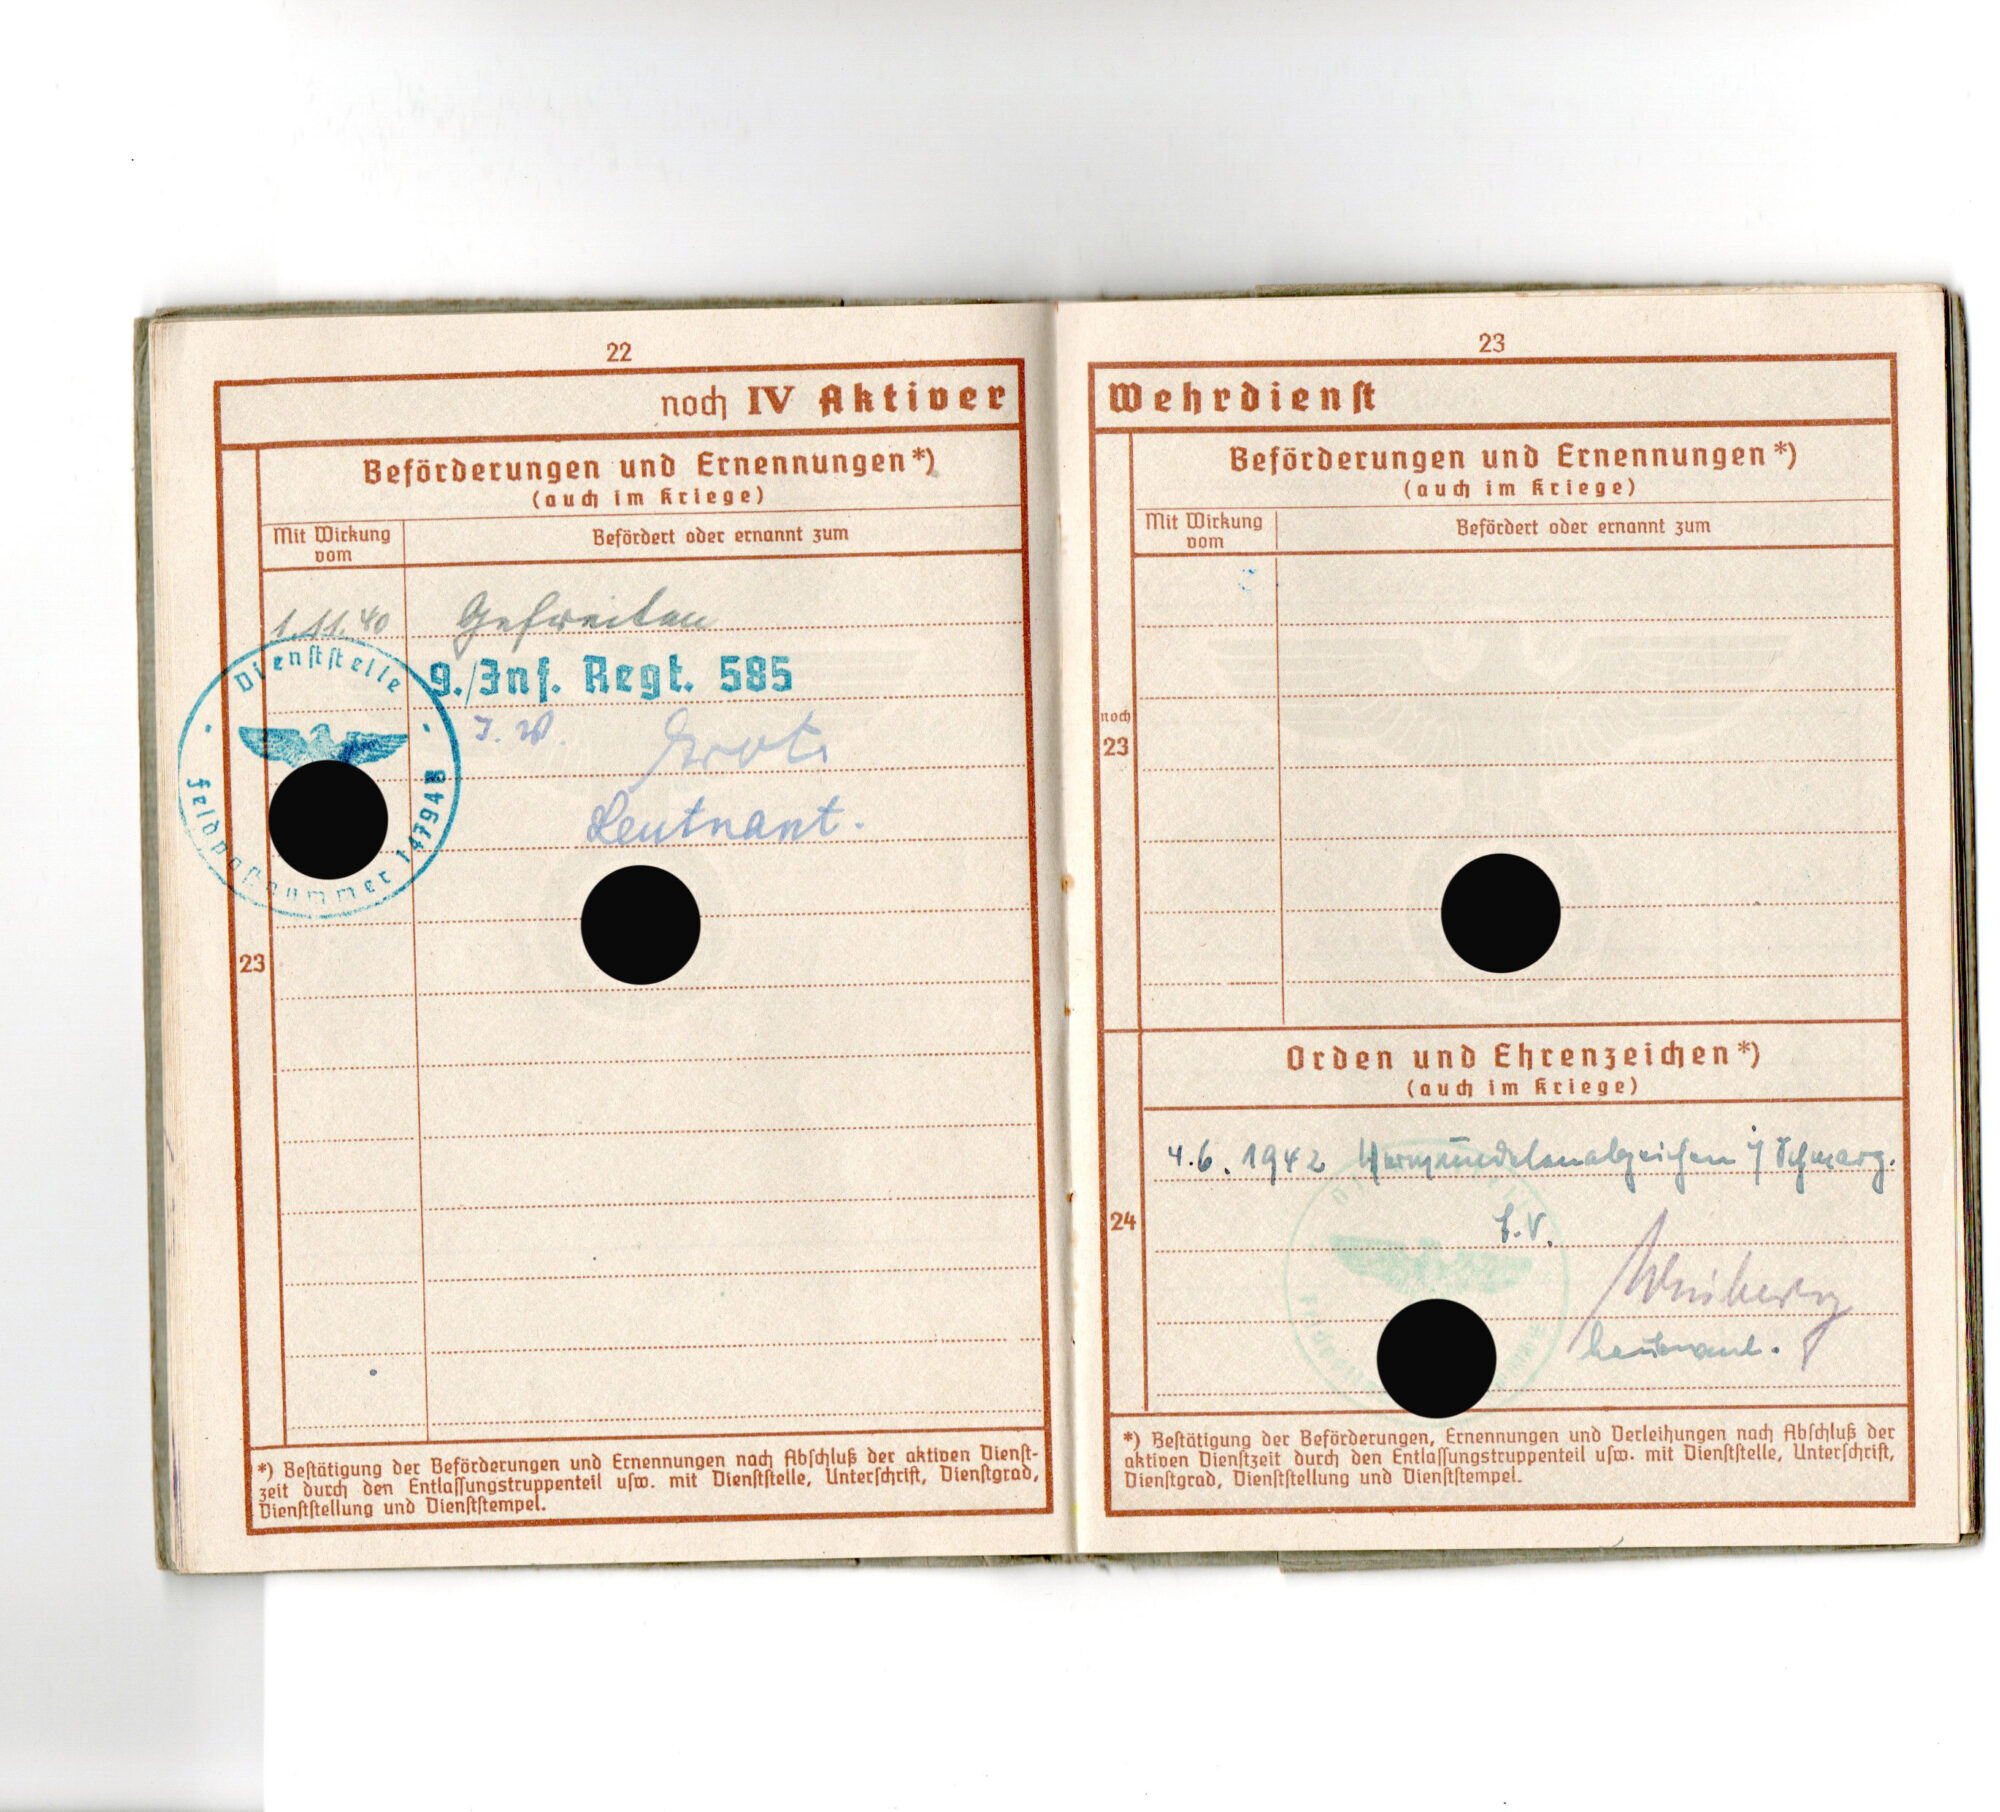 22
noch IV Aktiver
Beförderungen und Ernennungen*)
(auch im Kriege)
Mit Wirkung vom
Befördert oder ernannt zum
1.11.40 Gefreiten
9./Inf. Regt. 585
Dienststelle
Feldpostnummer
Leutnant.
23
*) Bestätigung der Beförderungen und Ernennungen nach Abschluß der aktiven Dienst-
zeit durch den Entlassungstruppenteil usw. mit Dienststelle, Unterschrift, Dienstgrad,
Dienststellung und Dienststempel.
23
Wehrdienst
Beförderungen und Ernennungen*)
(auch im Kriege)
Mit Wirkung vom
Befördert oder ernannt zum
noch
23
Orden und Ehrenzeichen*)
(auch im Kriege)
4.6.1942 Verwundetenabzeichen i/ Schwarz.
24
Leutnant.
*) Bestätigung der Beförderungen, Ernennungen und Verleihungen nach Abschluß der
aktiven Dienstzeit durch den Entlassungstruppenteil usw. mit Dienststelle, Unterschrift,
Dienstgrad, Dienststellung und Dienststempel.